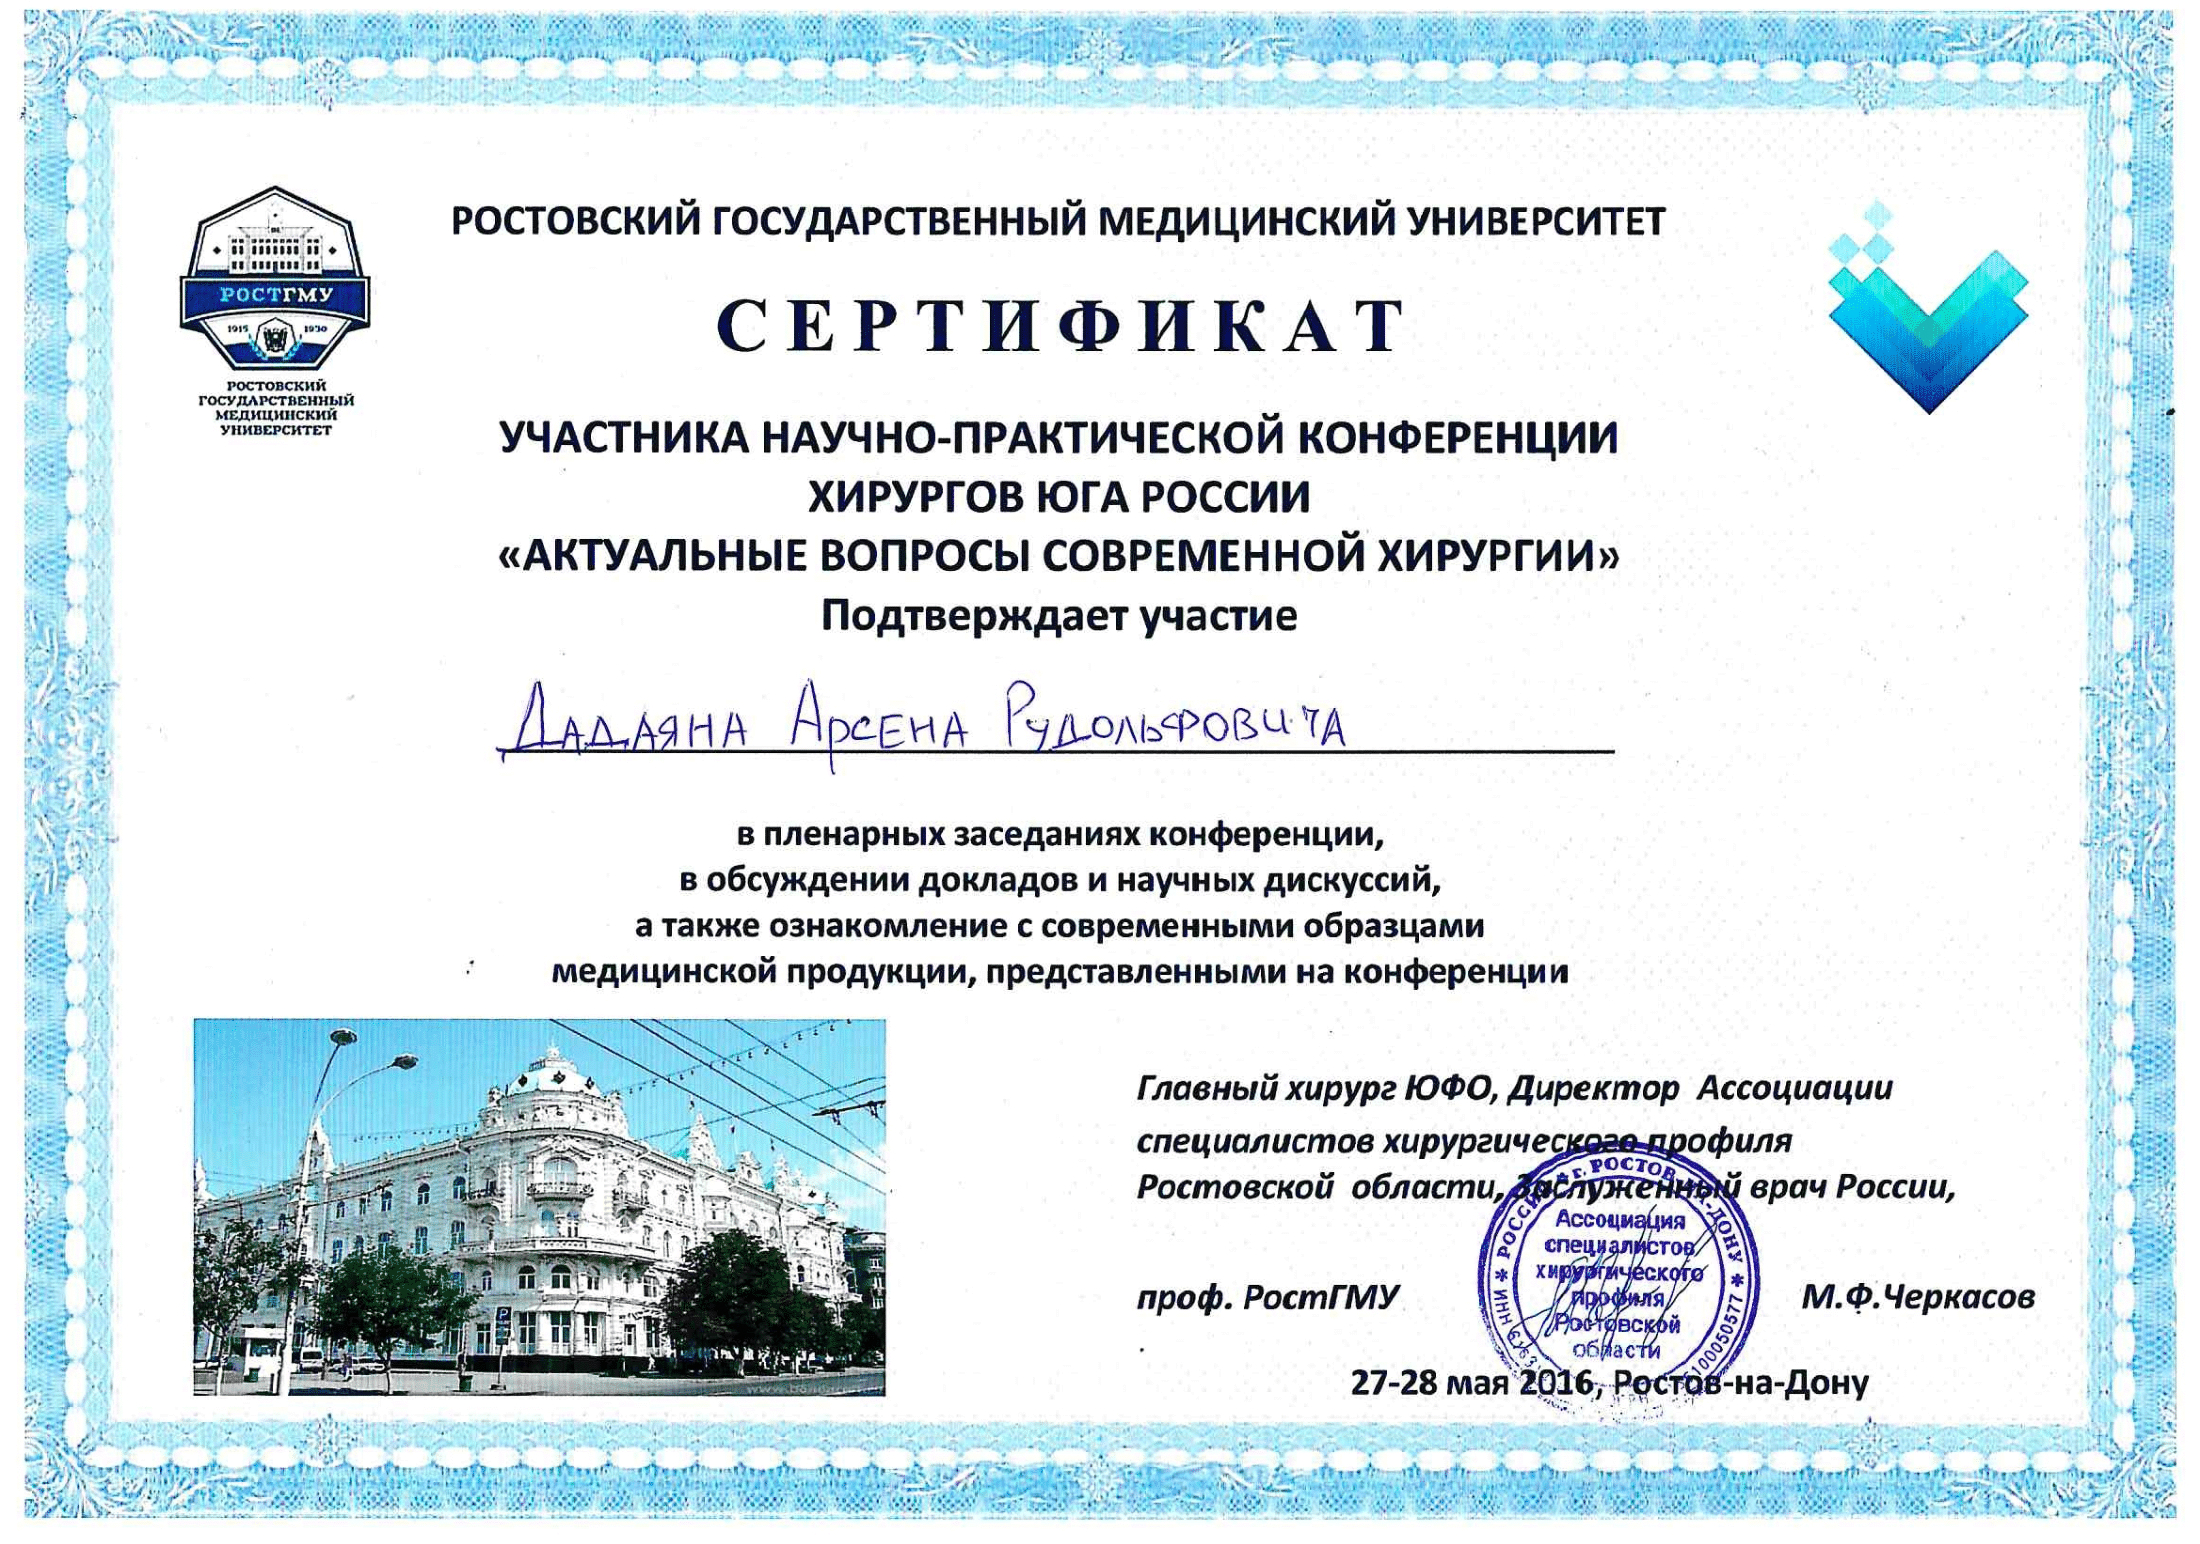 РОСТОВСКИЙ ГОСУДАРСТВЕННЫЙ МЕДИЦИНСКИЙ УНИВЕРСИТЕТ
РОСТГМУ
1915 1930
РОСТОВСКИЙ
ГОСУДАРСТВЕННЫЙ
МЕДИЦИНСКИЙ
УНИВЕРСИТЕТ
СЕРТИФИКАТ
УЧАСТНИКА НАУЧНО-ПРАКТИЧЕСКОЙ КОНФЕРЕНЦИИ
ХИРУРГОВ ЮГА РОССИИ
«АКТУАЛЬНЫЕ ВОПРОСЫ СОВРЕМЕННОЙ ХИРУРГИИ»
Подтверждает участие
Дадаяна Арсена Рудольфовича
в пленарных заседаниях конференции,
в обсуждении докладов и научных дискуссий,
а также ознакомление с современными образцами
медицинской продукции, представленными на конференции
Главный хирург ЮФО, Директор Ассоциации
специалистов хирургического профиля
Ростовской области, Заслуженный врач России,
проф. РостГМУ М.Ф.Черкасов
27-28 мая 2016, Ростов-на-Дону
РОССИЯ * г. РОСТОВ-НА-ДОНУ * ИНН
Ассоциация
специалистов
хирургического
профиля
Ростовской
области